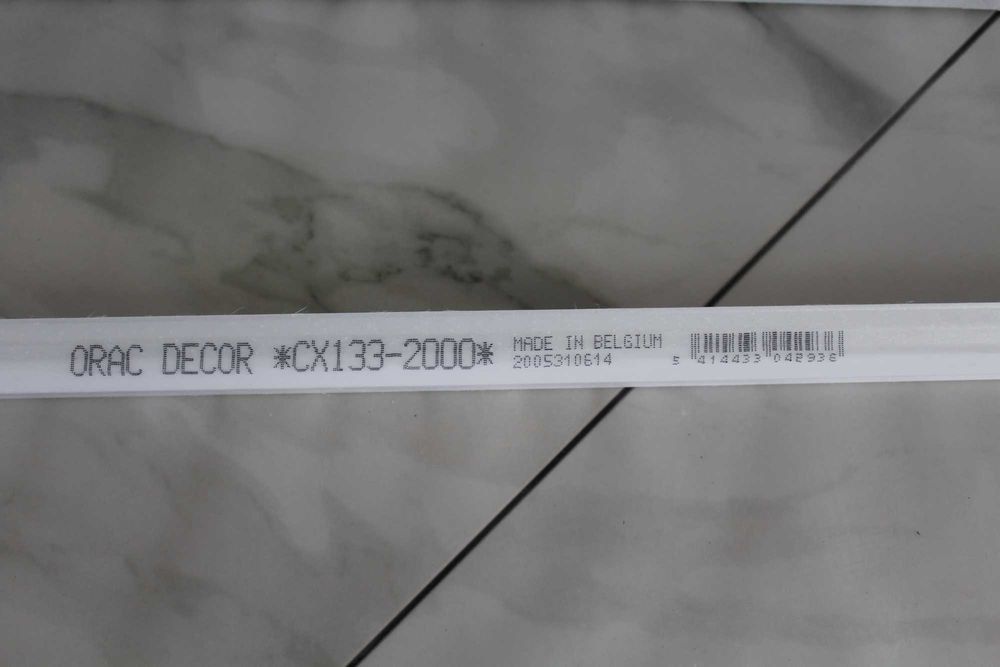 ORAC DECOR *CX133-2000*
MADE IN BELGIUM
2005310614
5 414433 048936